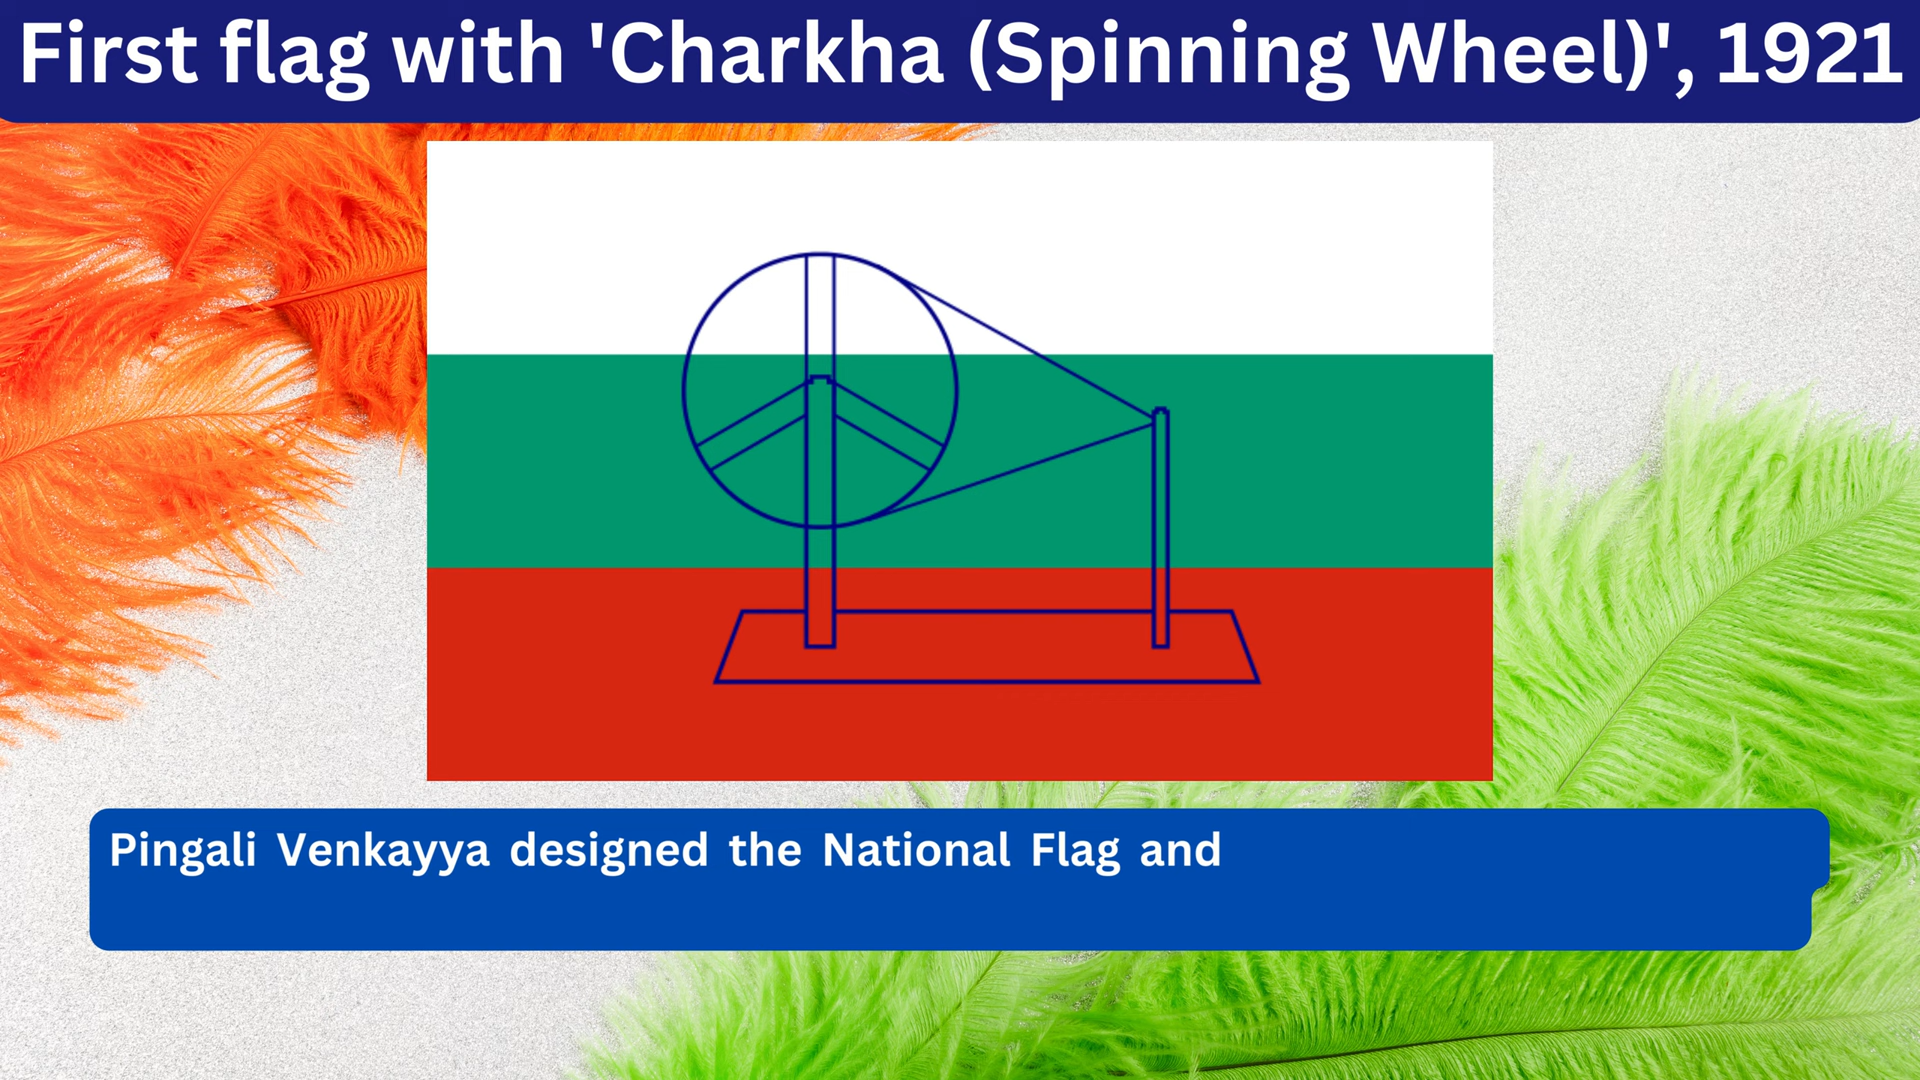 First flag with 'Charkha (Spinning Wheel)', 1921
Pingali Venkayya designed the National Flag and